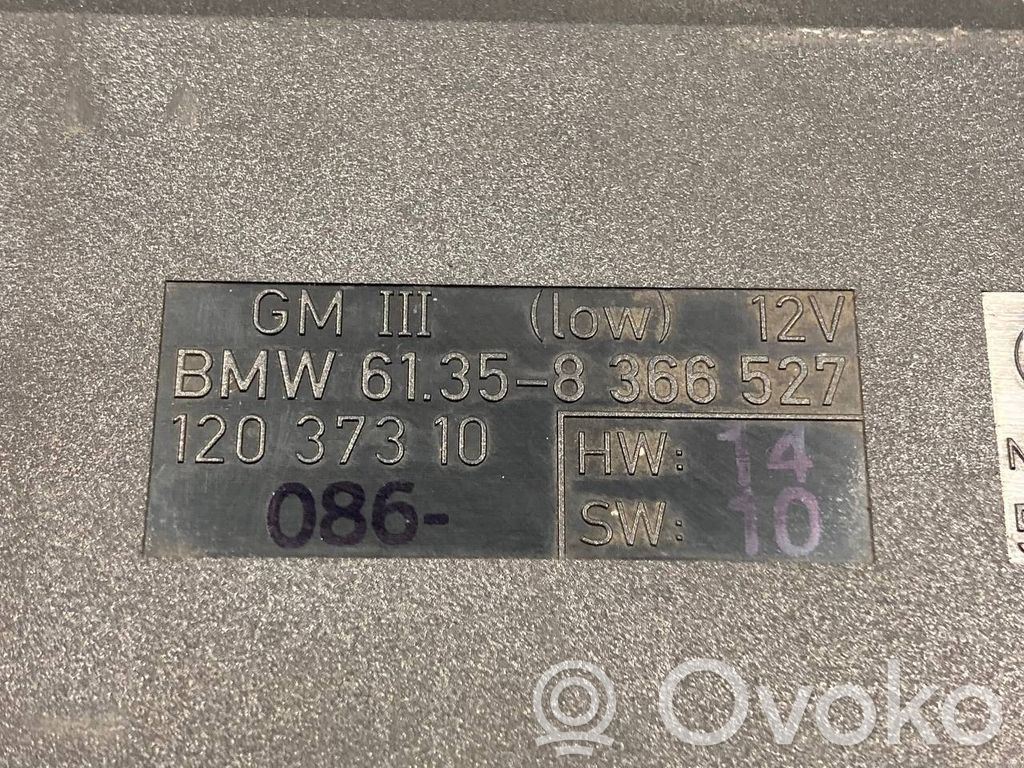 GM III (low) 12V
BMW 61.35-8 366 527
120 373 10
HW: 14
086-
SW: 10
Ovoko